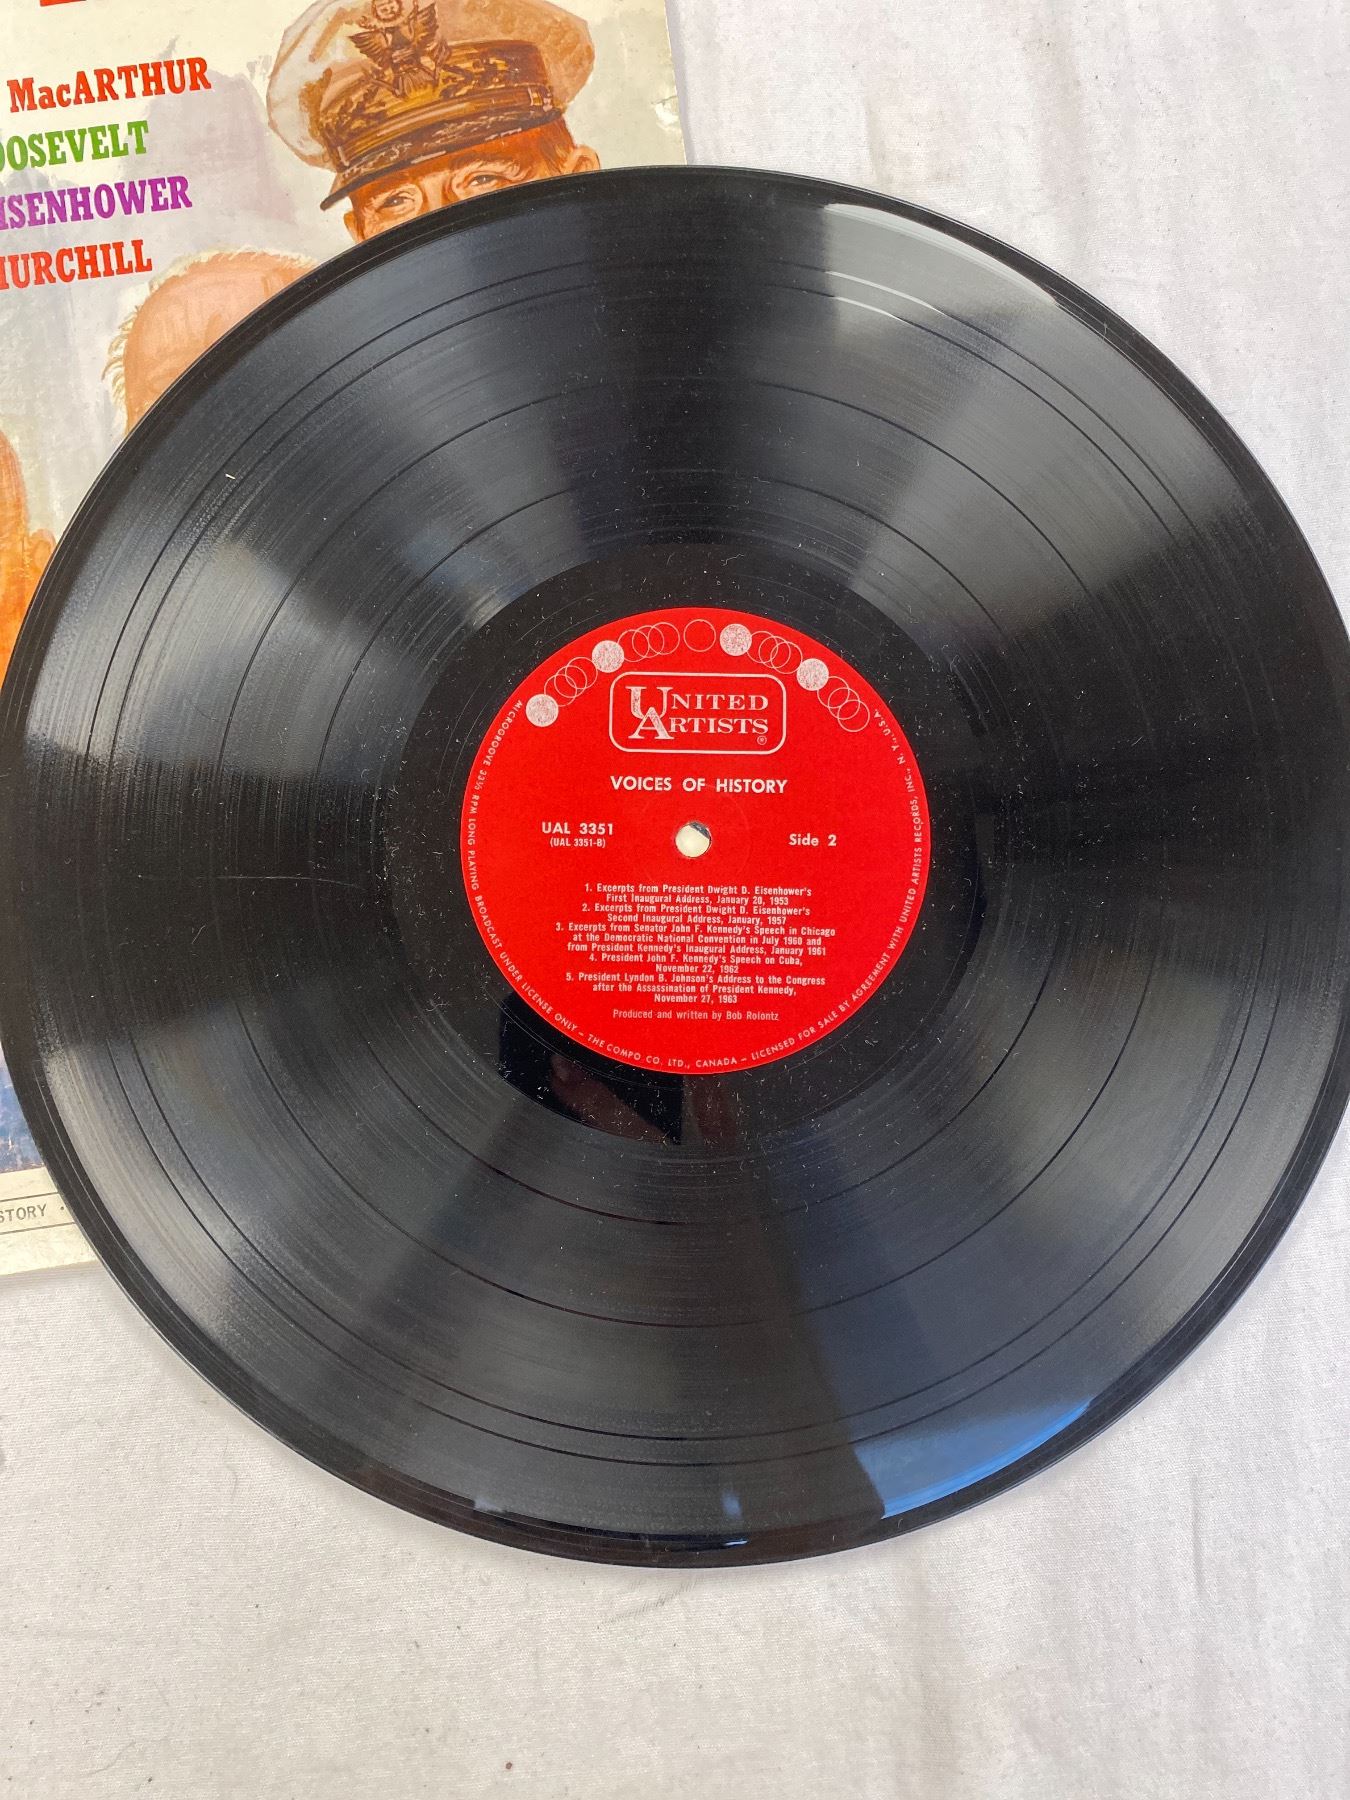 MacARTHUR
OOSEVELT
ISENHOWER
HURCHILL
STORY ·
UNITED
ARTISTS ®
VOICES OF HISTORY
UAL 3351
(UAL 3351-B)
Side 2
1. Excerpts from President Dwight D. Eisenhower's
First Inaugural Address, January 20, 1953
2. Excerpts from President Dwight D. Eisenhower's
Second Inaugural Address, January, 1957
3. Excerpts from Senator John F. Kennedy's Speech in Chicago
at the Democratic National Convention in July 1960 and
from President Kennedy's Inaugural Address, January 1961
4. President John F. Kennedy's Speech on Cuba,
November 22, 1962
5. President Lyndon B. Johnson's Address to the Congress
after the Assassination of President Kennedy,
November 27, 1963
Produced and written by Bob Rolontz
MICROGROOVE 33⅓ RPM LONG PLAYING. BROADCAST UNDER LICENSE ONLY – THE COMPO CO. LTD., CANADA – LICENSED FOR SALE BY AGREEMENT WITH UNITED ARTISTS RECORDS, INC., N. Y., U.S.A.